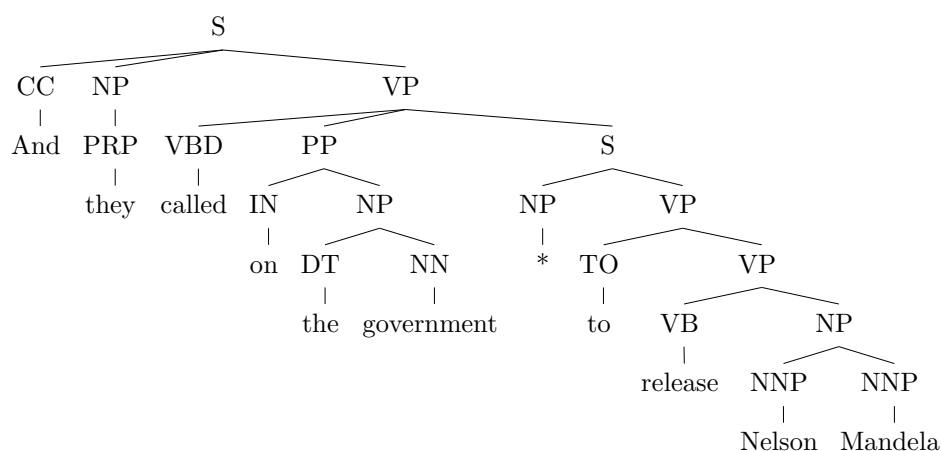 S
CC NP VP
And PRP VBD PP S
they called IN NP NP VP
on DT NN * TO VP
the government to VB NP
release NNP NNP
Nelson Mandela